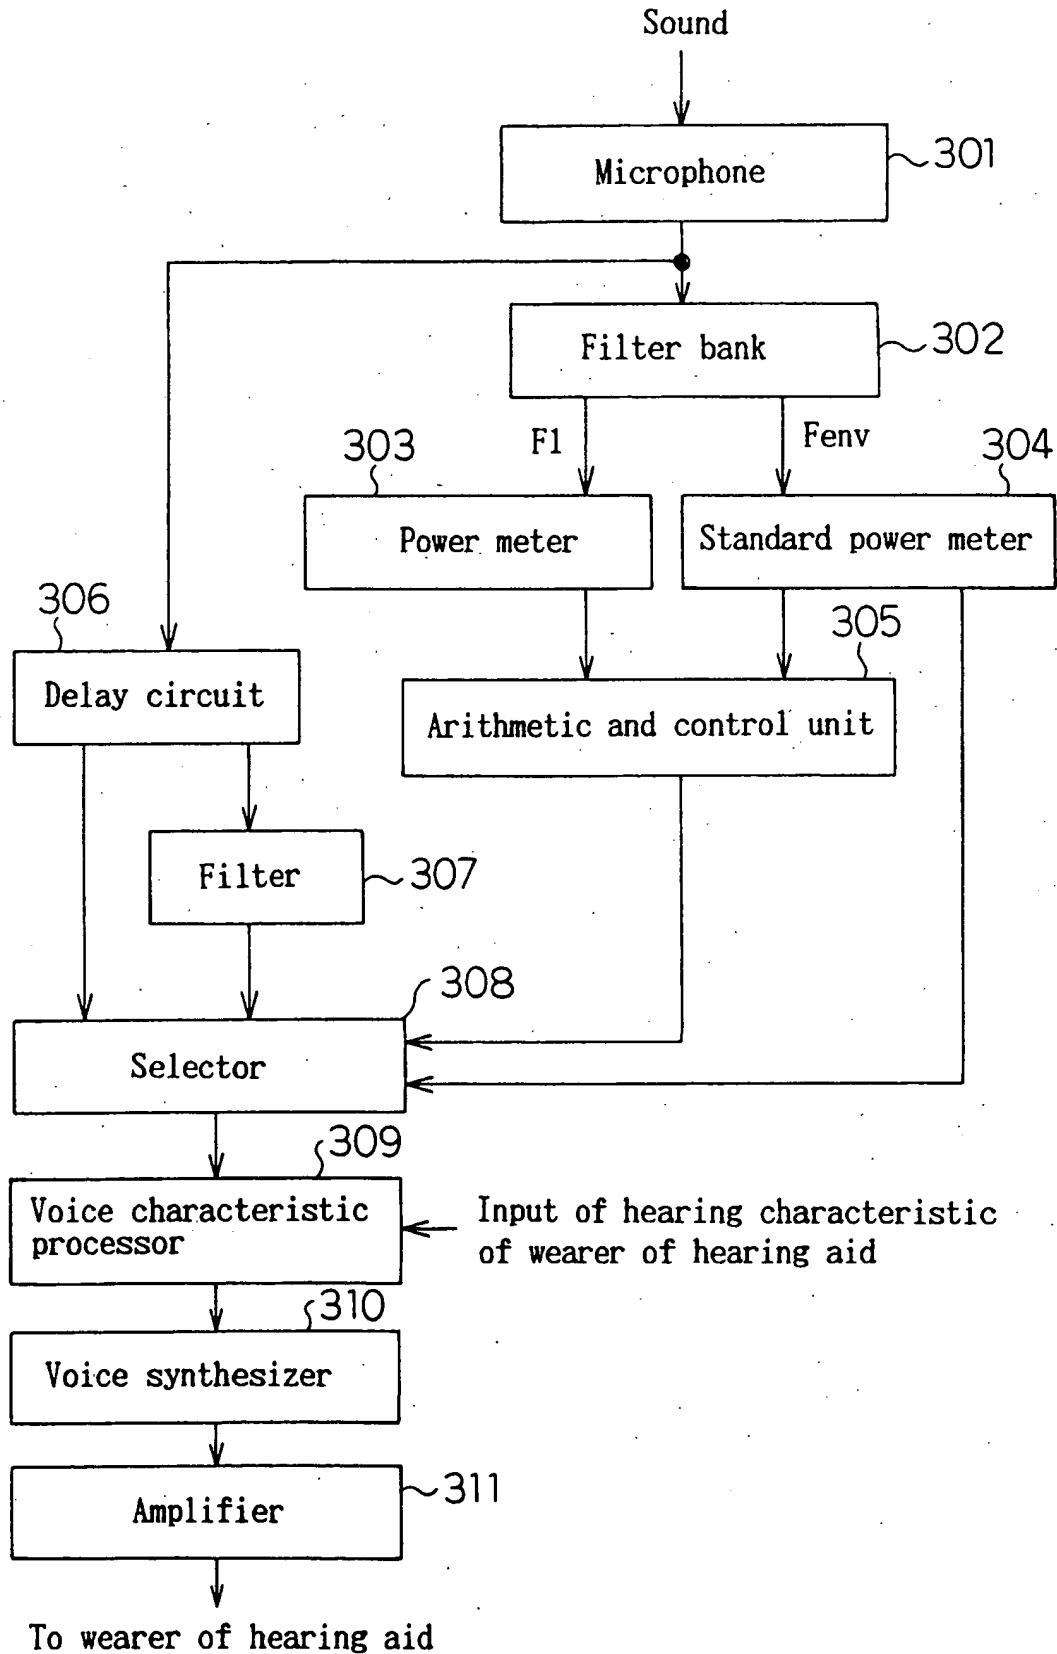 Sound
Microphone
301
Filter bank
302
F1
Fenv
303
304
Power meter
Standard power meter
305
306
Delay circuit
Arithmetic and control unit
Filter
307
308
Selector
309
Voice characteristic
processor
Input of hearing characteristic
of wearer of hearing aid
310
Voice synthesizer
Amplifier
311
To wearer of hearing aid